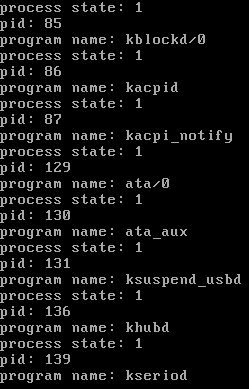 process state: 1
pid: 85
program name: kblockd/0
process state: 1
pid: 86
program name: kacpid
process state: 1
pid: 87
program name: kacpi_notify
process state: 1
pid: 129
program name: ata/0
process state: 1
pid: 130
program name: ata_aux
process state: 1
pid: 131
program name: ksuspend_usbd
process state: 1
pid: 136
program name: khubd
process state: 1
pid: 139
program name: kseriod